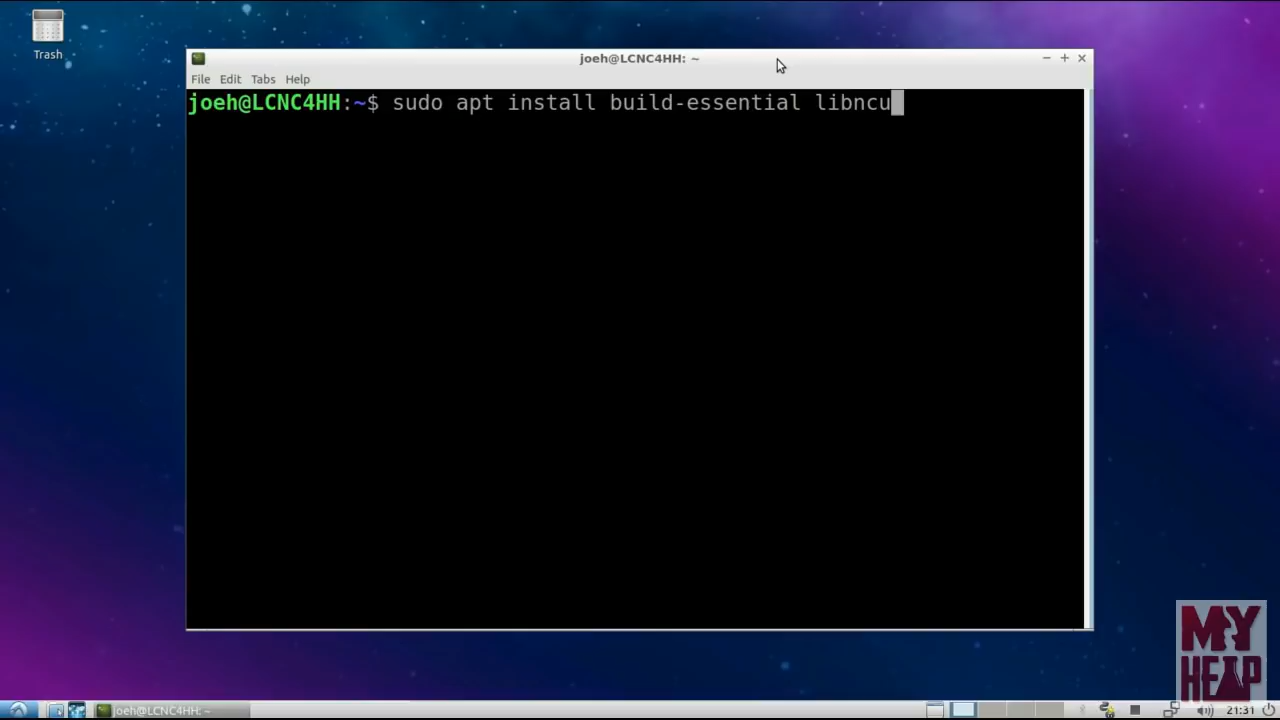 Trash
joeh@LCNC4HH: ~
File Edit Tabs Help
joeh@LCNC4HH:~$ sudo apt install build-essential libncu
MY
HEAP
joeh@LCNC4HH: ~
21:31